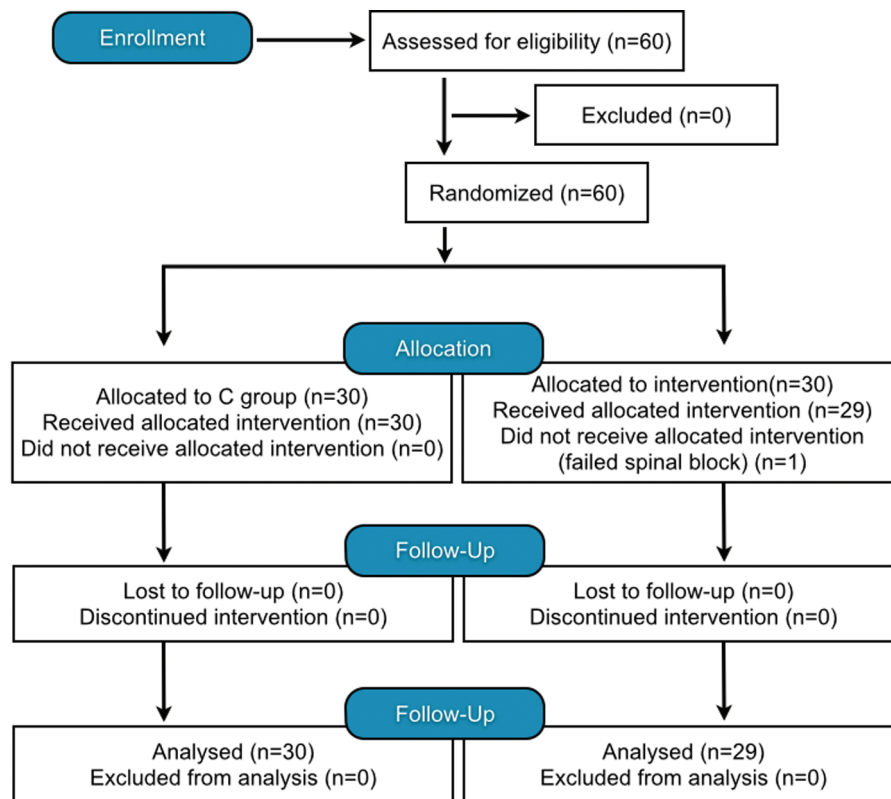 Enrollment
Assessed for eligibility (n=60)
Excluded (n=0)
Randomized (n=60)
Allocation
Allocated to C group (n=30)
Received allocated intervention (n=30)
Did not receive allocated intervention (n=0)
Allocated to intervention(n=30)
Received allocated intervention (n=29)
Did not receive allocated intervention
(failed spinal block) (n=1)
Follow-Up
Lost to follow-up (n=0)
Discontinued intervention (n=0)
Lost to follow-up (n=0)
Discontinued intervention (n=0)
Follow-Up
Analysed (n=30)
Excluded from analysis (n=0)
Analysed (n=29)
Excluded from analysis (n=0)